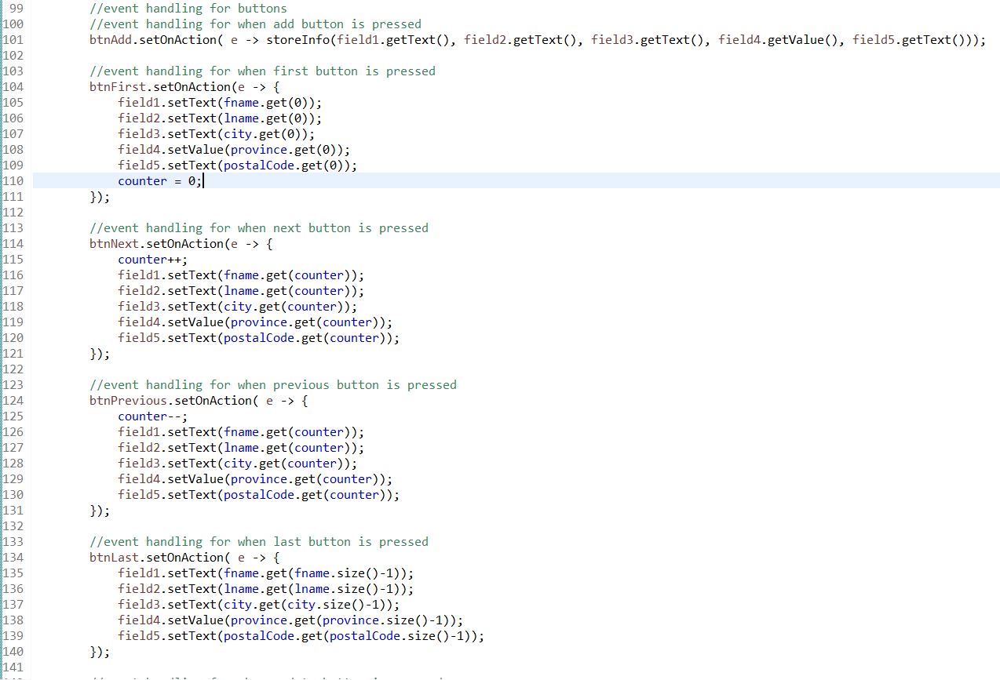 99 //event handling for buttons
100 //event handling for when add button is pressed
101 btnAdd.setOnAction( e -> storeInfo(field1.getText(), field2.getText(), field3.getText(), field4.getValue(), field5.getText()));
102
103 //event handling for when first button is pressed
104 btnFirst.setOnAction(e -> {
105 field1.setText(fname.get(0));
106 field2.setText(lname.get(0));
107 field3.setText(city.get(0));
108 field4.setValue(province.get(0));
109 field5.setText(postalCode.get(0));
110 counter = 0;
111 });
112
113 //event handling for when next button is pressed
114 btnNext.setOnAction(e -> {
115 counter++;
116 field1.setText(fname.get(counter));
117 field2.setText(lname.get(counter));
118 field3.setText(city.get(counter));
119 field4.setValue(province.get(counter));
120 field5.setText(postalCode.get(counter));
121 });
122
123 //event handling for when previous button is pressed
124 btnPrevious.setOnAction( e -> {
125 counter--;
126 field1.setText(fname.get(counter));
127 field2.setText(lname.get(counter));
128 field3.setText(city.get(counter));
129 field4.setValue(province.get(counter));
130 field5.setText(postalCode.get(counter));
131 });
132
133 //event handling for when last button is pressed
134 btnLast.setOnAction( e -> {
135 field1.setText(fname.get(fname.size()-1));
136 field2.setText(lname.get(lname.size()-1));
137 field3.setText(city.get(city.size()-1));
138 field4.setValue(province.get(province.size()-1));
139 field5.setText(postalCode.get(postalCode.size()-1));
140 });
141